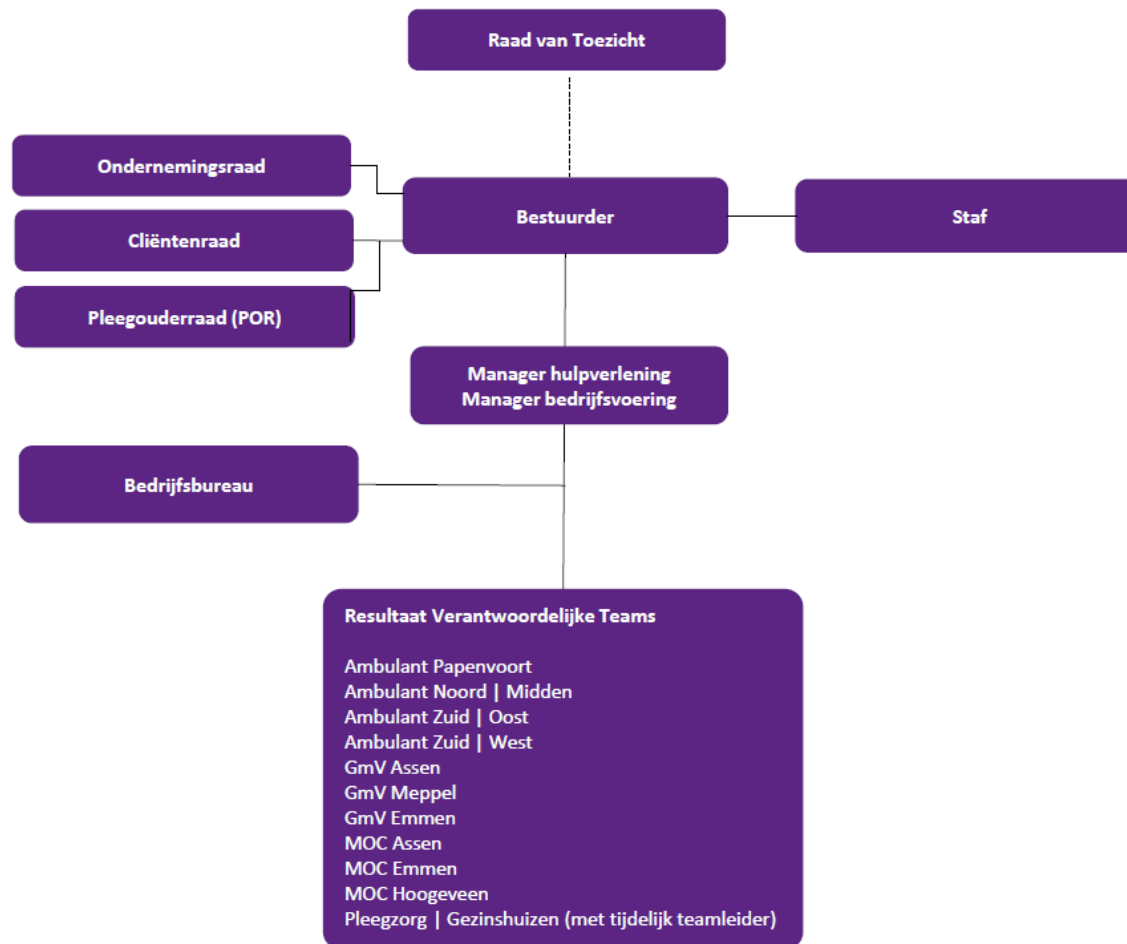 Raad van Toezicht
Ondernemingsraad
Bestuurder
Staf
Cliëntenraad
Pleegouderraad (POR)
Manager hulpverlening
Manager bedrijfsvoering
Bedrijfsbureau
Resultaat Verantwoordelijke Teams
Ambulant Papenvoort
Ambulant Noord | Midden
Ambulant Zuid | Oost
Ambulant Zuid | West
GmV Assen
GmV Meppel
GmV Emmen
MOC Assen
MOC Emmen
MOC Hoogeveen
Pleegzorg | Gezinshuizen (met tijdelijk teamleider)